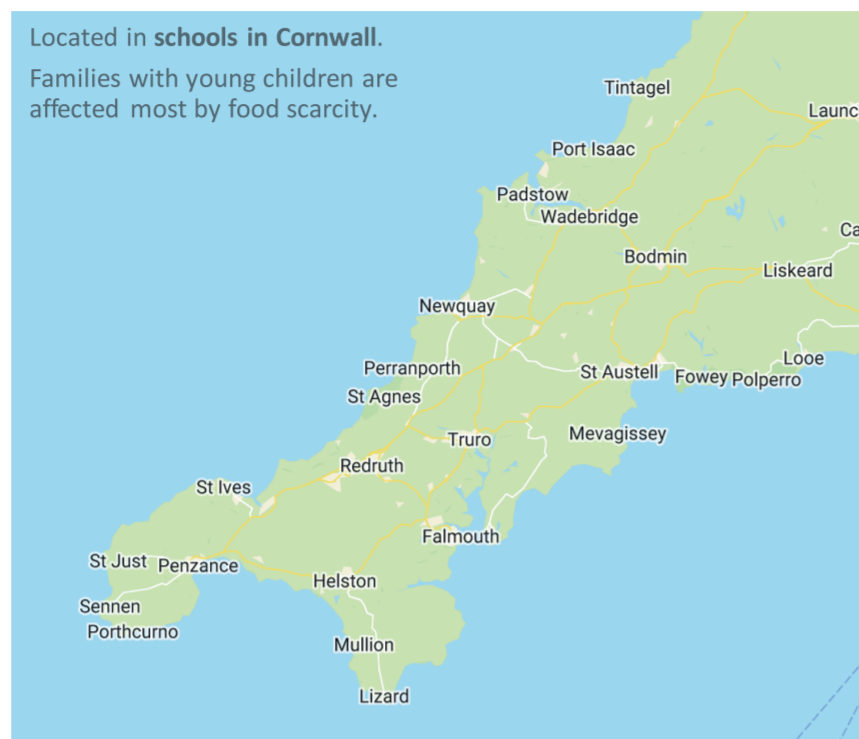 Located in schools in Cornwall.
Families with young children are
affected most by food scarcity.
Tintagel
Launc
Port Isaac
Padstow
Wadebridge
Ca
Bodmin
Liskeard
Newquay
Looe
Perranporth
St Austell
Fowey
Polperro
St Agnes
Mevagissey
Truro
Redruth
St Ives
Falmouth
St Just
Penzance
Helston
Sennen
Porthcurno
Mullion
Lizard